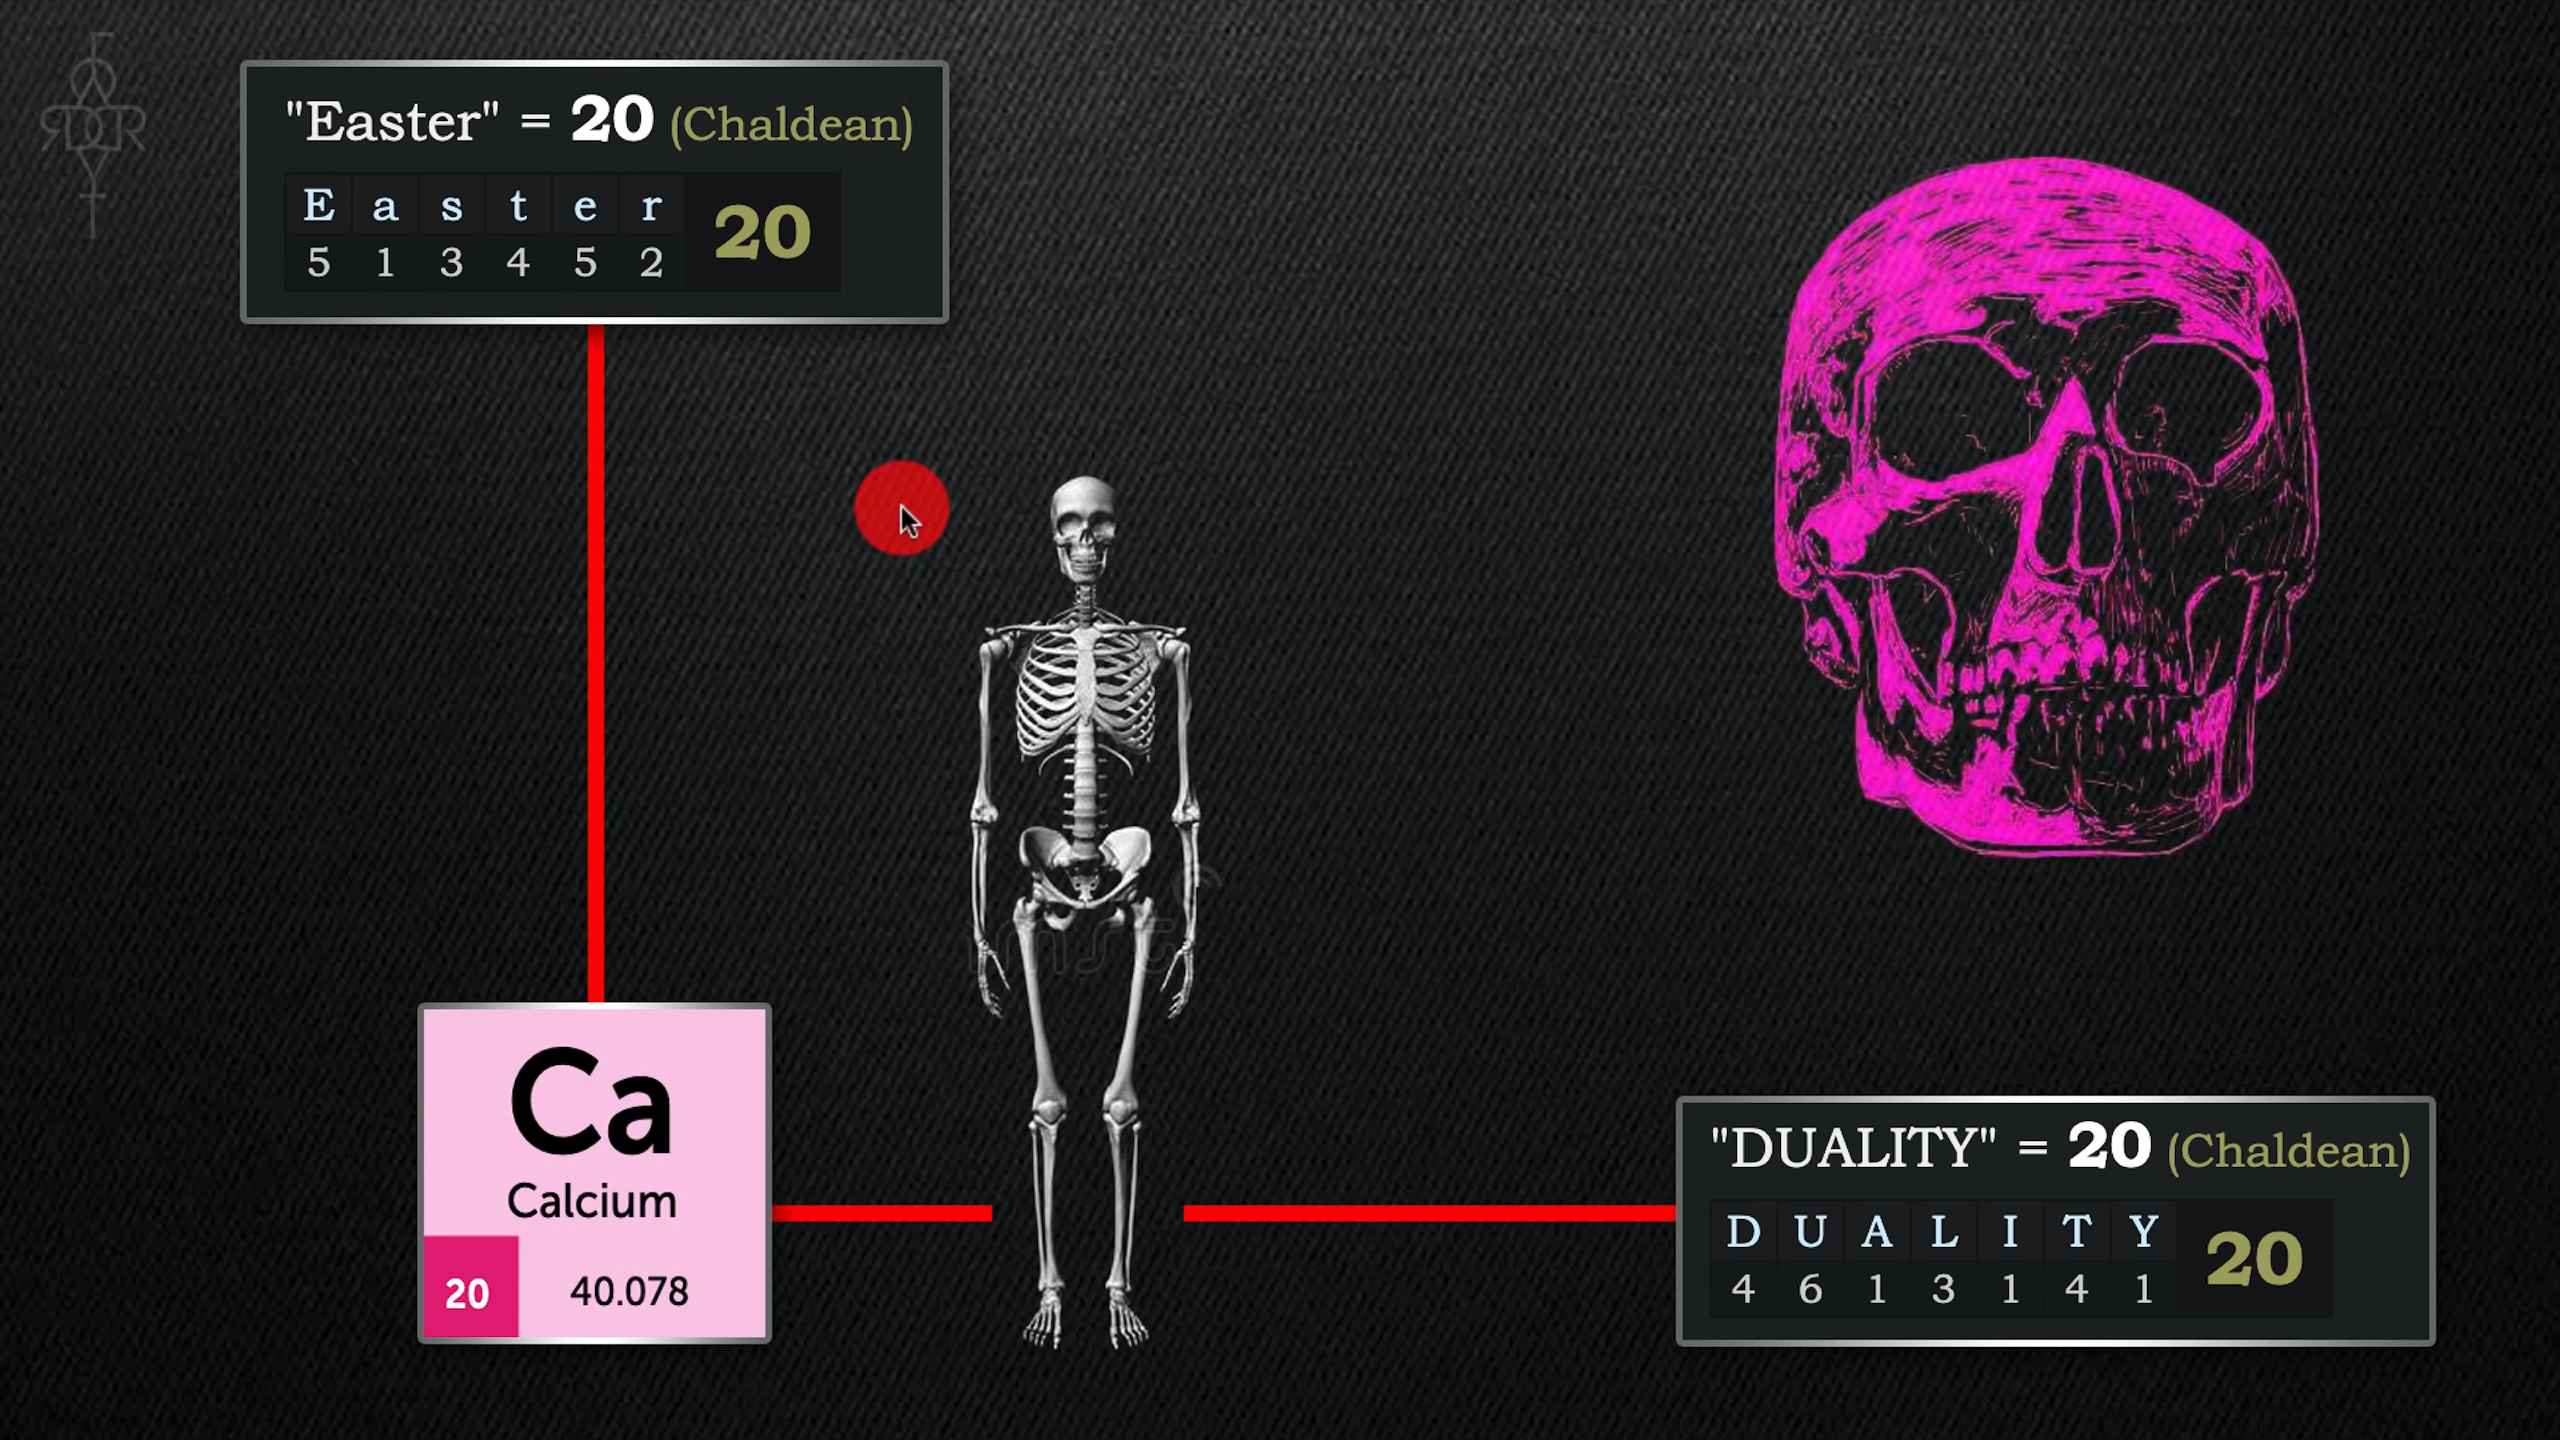 "Easter" = 20 (Chaldean)
E a s t e r
20
5 1 3 4 5 2
Ca
Calcium
20 40.078
"DUALITY" = 20 (Chaldean)
D U A L I T Y
20
4 6 1 3 1 4 1